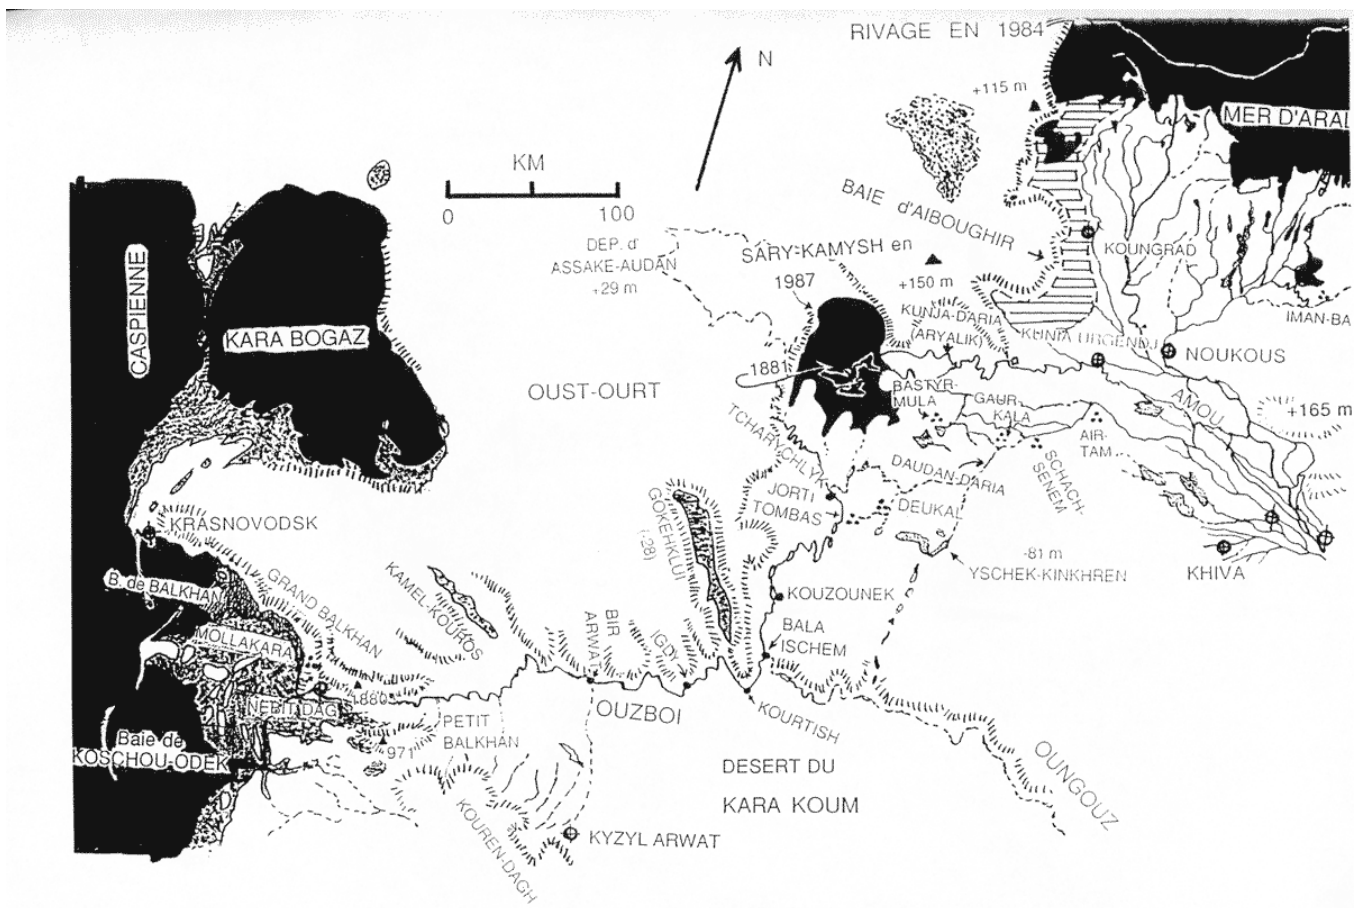 RIVAGE EN 1984
N
+115 m
MER D'ARAL
KM
0
100
BAIE d'AIBOUGHIR
DEP. d'
ASSAKE-AUDAN
+29 m
SARY-KAMYSH en
1987
+150 m
KOUNGRAD
CASPIENNE
KARA BOGAZ
KUNJA-DARIA
(ARYALIK)
KUNIA URGENDJ
IMAN-BA
NOUKOUS
OUST-OURT
1881
BASTYR-
MULA
GAUR
KALA
AMOU
+165 m
AIR-
TAM
TCHARYCHLYK
DAUDAN-DARIA
SCHACH-
SENEM
JORTI
TOMBAS
DEUKAL
GOKEHKLUI
(-28)
KRASNOVODSK
-81 m
YSCHEK-KINKHREN
KHIVA
B. de BALKHAN
GRAND BALKHAN
KAMEL-KOUROS
KOUZOUNEK
MOLLAKARA
BIR
ARWAT
IGDY
BALA
ISCHEM
NEBIT DAG
1880
OUZBOI
KOURTISH
PETIT
BALKHAN
971
Baie de
KOSCHOU-ODEK
DESERT DU
KARA KOUM
OUNGOUZ
KOUREN-DAGH
KYZYL ARWAT